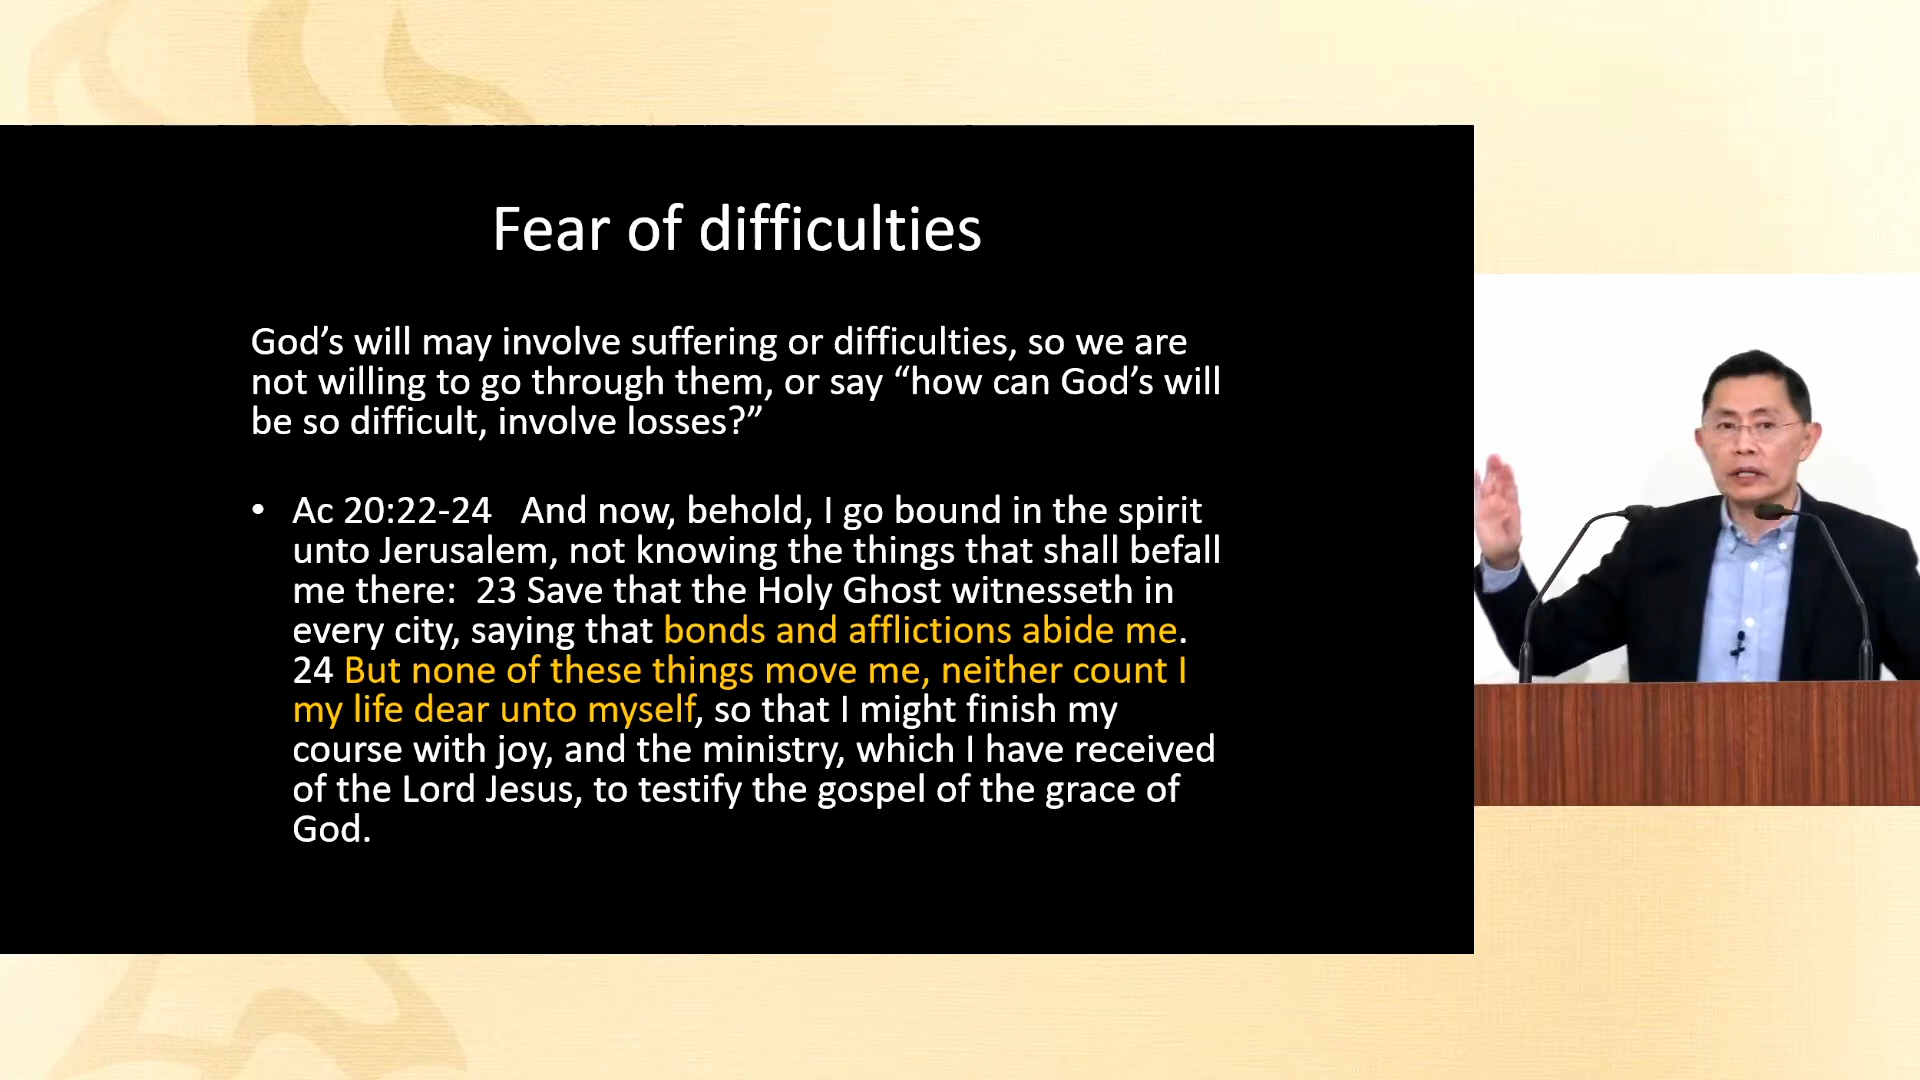 Fear of difficulties
God’s will may involve suffering or difficulties, so we are
not willing to go through them, or say “how can God’s will
be so difficult, involve losses?”
• Ac 20:22-24   And now, behold, I go bound in the spirit
unto Jerusalem, not knowing the things that shall befall
me there:  23 Save that the Holy Ghost witnesseth in
every city, saying that bonds and afflictions abide me.
24 But none of these things move me, neither count I
my life dear unto myself, so that I might finish my
course with joy, and the ministry, which I have received
of the Lord Jesus, to testify the gospel of the grace of
God.